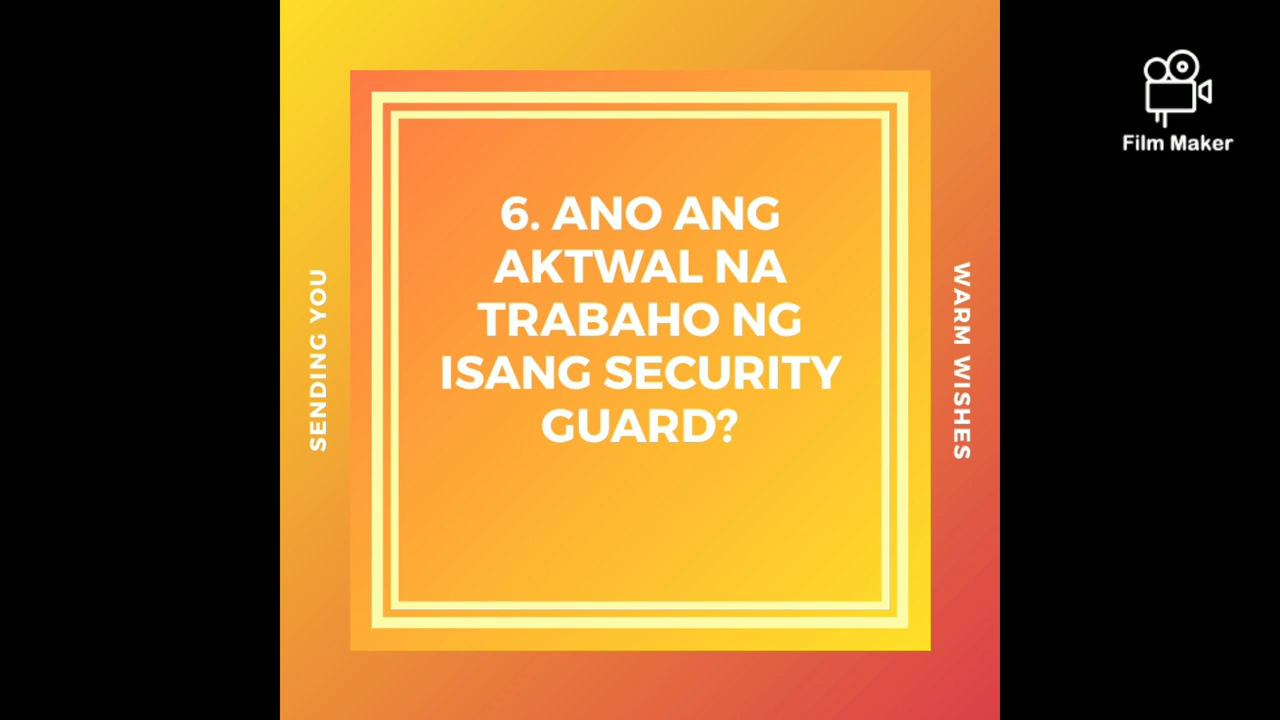 6. ANO ANG
AKTWAL NA
TRABAHO NG
ISANG SECURITY
GUARD?
SENDING YOU
WARM WISHES
Film Maker